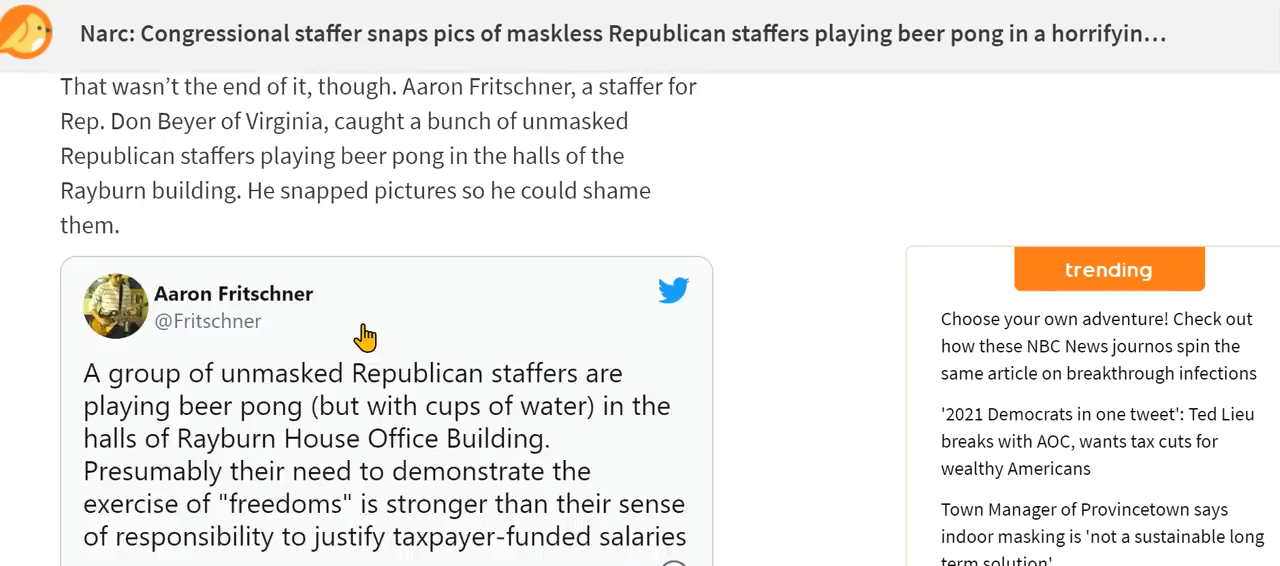 Narc: Congressional staffer snaps pics of maskless Republican staffers playing beer pong in a horrifyin…
That wasn’t the end of it, though. Aaron Fritschner, a staffer for
Rep. Don Beyer of Virginia, caught a bunch of unmasked
Republican staffers playing beer pong in the halls of the
Rayburn building. He snapped pictures so he could shame
them.
Aaron Fritschner
@Fritschner
A group of unmasked Republican staffers are
playing beer pong (but with cups of water) in the
halls of Rayburn House Office Building.
Presumably their need to demonstrate the
exercise of "freedoms" is stronger than their sense
of responsibility to justify taxpayer-funded salaries
trending
Choose your own adventure! Check out
how these NBC News journos spin the
same article on breakthrough infections
'2021 Democrats in one tweet': Ted Lieu
breaks with AOC, wants tax cuts for
wealthy Americans
Town Manager of Provincetown says
indoor masking is 'not a sustainable long
term solution'